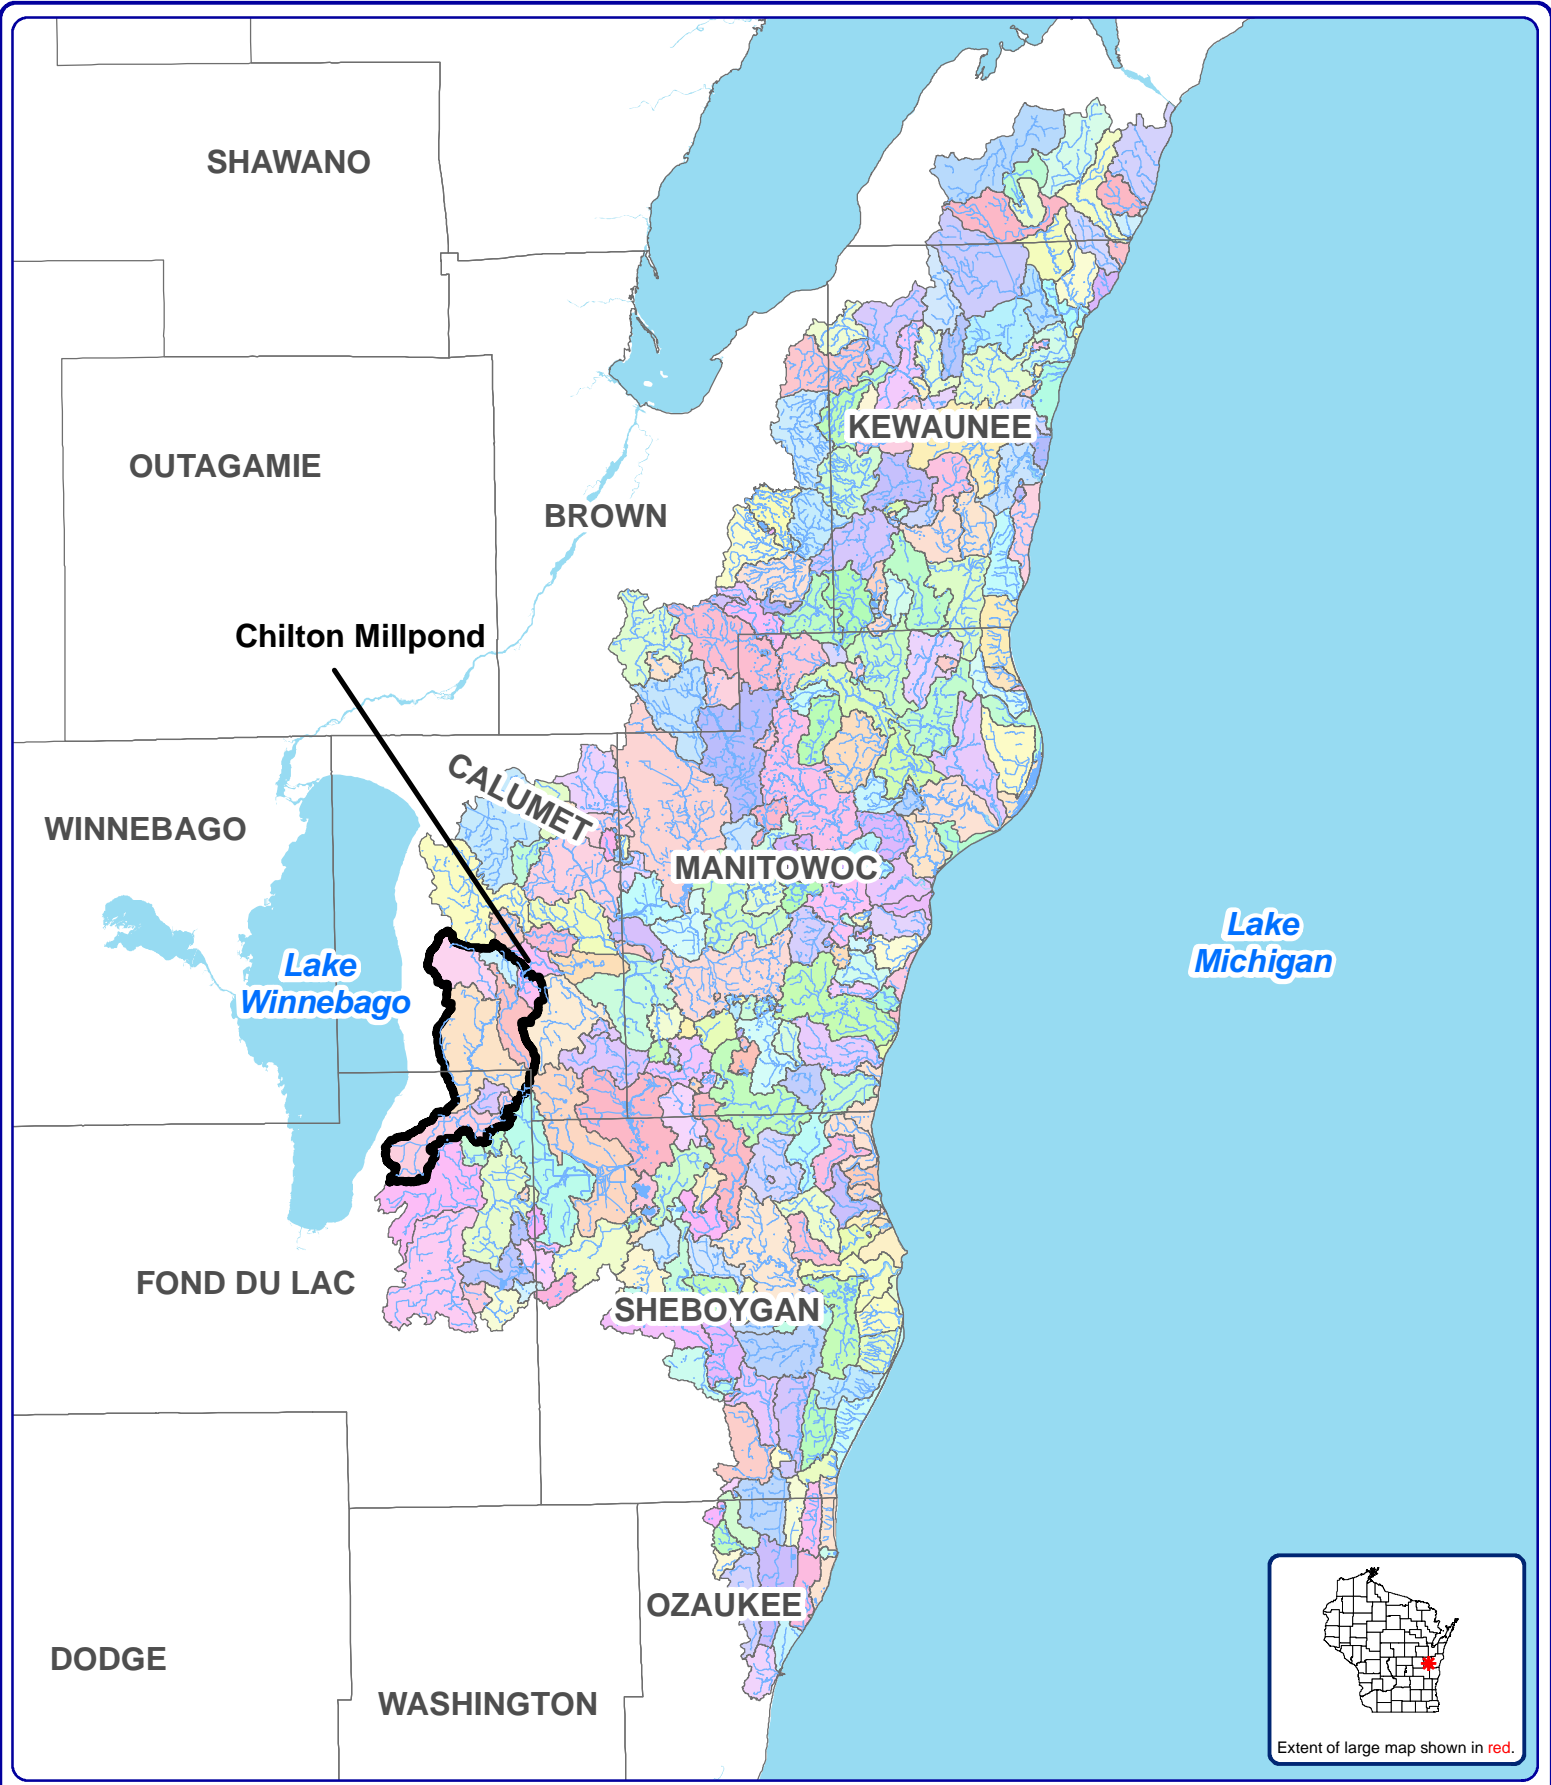 SHAWANO
KEWAUNEE
OUTAGAMIE
BROWN
Chilton Millpond
CALUMET
WINNEBAGO
MANITOWOC
Lake
Michigan
Lake
Winnebago
FOND DU LAC
SHEBOYGAN
OZAUKEE
DODGE
WASHINGTON
Extent of large map shown in red.